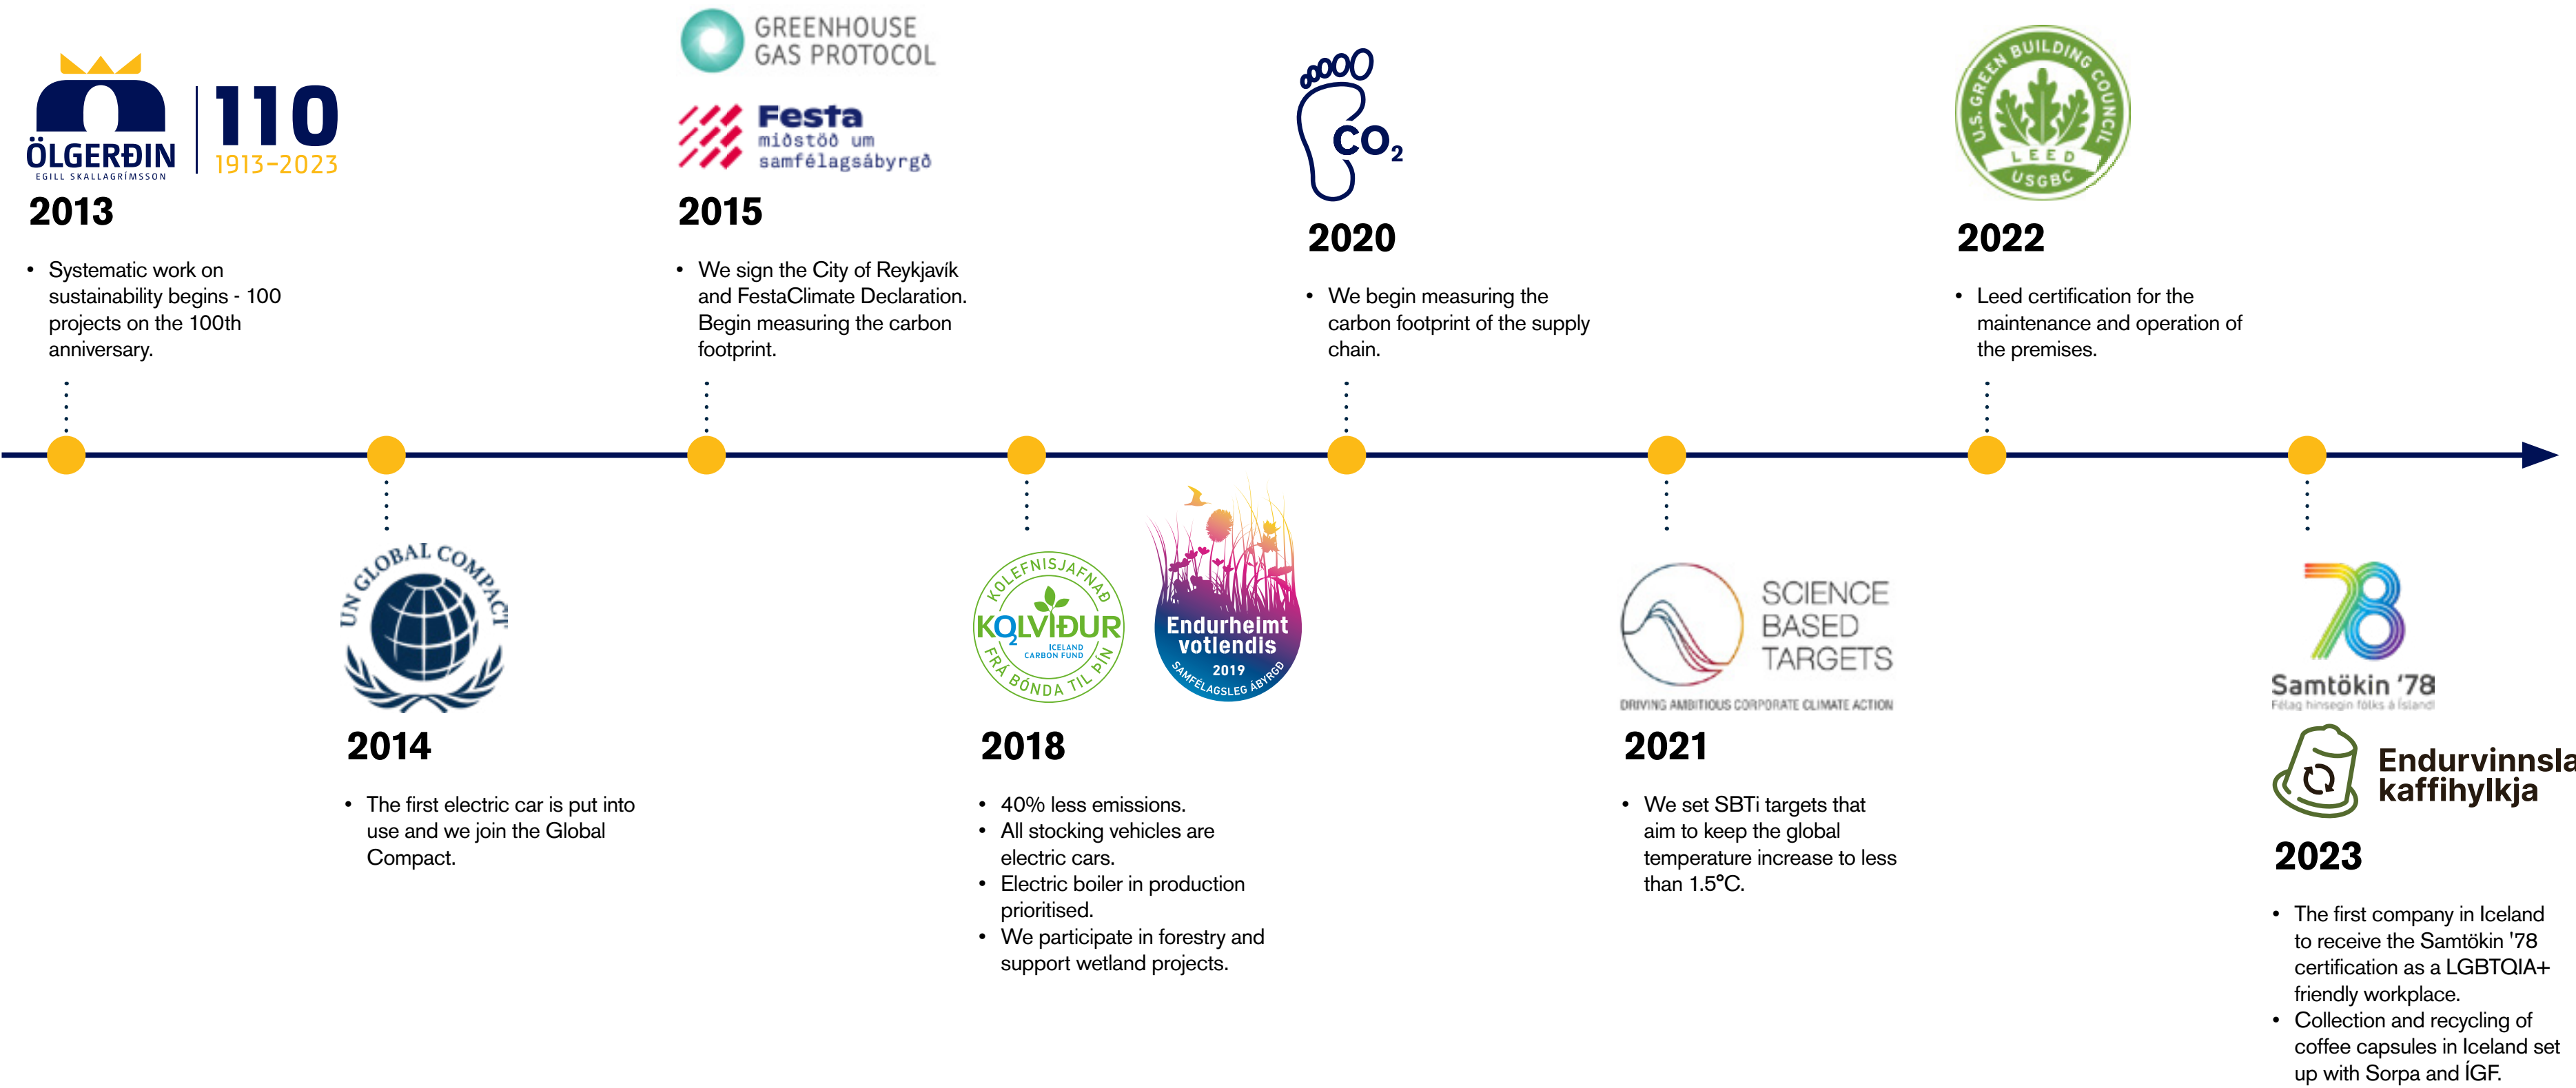 ÖLGERÐIN
EGILL SKALLAGRÍMSSON
110
1913-2023
2013
• Systematic work on
sustainability begins - 100
projects on the 100th
anniversary.
UN GLOBAL COMPACT
2014
• The first electric car is put into
use and we join the Global
Compact.
GREENHOUSE
GAS PROTOCOL
Festa
miðstöð um
samfélagsábyrgð
2015
• We sign the City of Reykjavík
and FestaClimate Declaration.
Begin measuring the carbon
footprint.
KOLEFNISJAFNAÐ
KO2LVIÐUR
ICELAND
CARBON FUND
FRÁ BÓNDA TIL ÞÍN
Endurheimt
votlendis
2019
SAMFÉLAGSLEG ÁBYRGÐ
2018
• 40% less emissions.
• All stocking vehicles are
electric cars.
• Electric boiler in production
prioritised.
• We participate in forestry and
support wetland projects.
CO2
2020
• We begin measuring the
carbon footprint of the supply
chain.
SCIENCE
BASED
TARGETS
DRIVING AMBITIOUS CORPORATE CLIMATE ACTION
2021
• We set SBTi targets that
aim to keep the global
temperature increase to less
than 1.5°C.
U.S. GREEN BUILDING COUNCIL
LEED
USGBC
2022
• Leed certification for the
maintenance and operation of
the premises.
78
Samtökin '78
Félag hinsegin fólks á Íslandi
Endurvinnsla
kaffihylkja
2023
• The first company in Iceland
to receive the Samtökin '78
certification as a LGBTQIA+
friendly workplace.
• Collection and recycling of
coffee capsules in Iceland set
up with Sorpa and ÍGF.